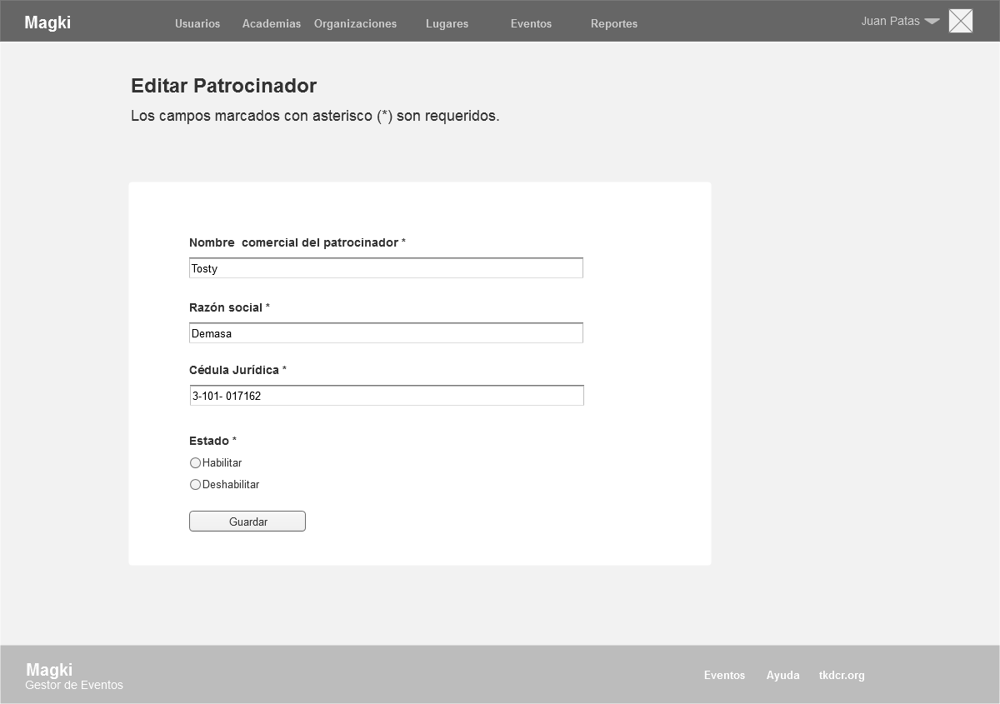 Magki Usuarios Academias Organizaciones Lugares Eventos Reportes Juan Patas
Editar Patrocinador
Los campos marcados con asterisco (*) son requeridos.
Nombre  comercial del patrocinador *
Tosty
Razón social *
Demasa
Cédula Jurídica *
3-101- 017162
Estado *
Habilitar
Deshabilitar
Guardar
Magki
Gestor de Eventos
Eventos Ayuda tkdcr.org